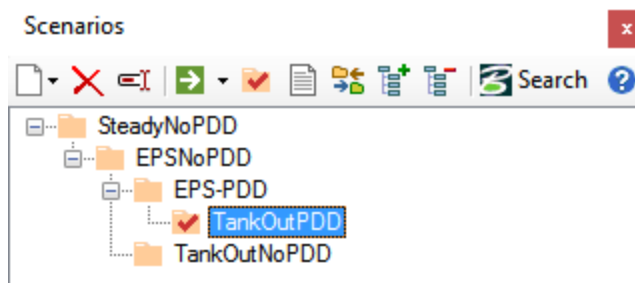 Scenarios
Search
SteadyNoPDD
EPSNoPDD
EPS-PDD
TankOutPDD
TankOutNoPDD